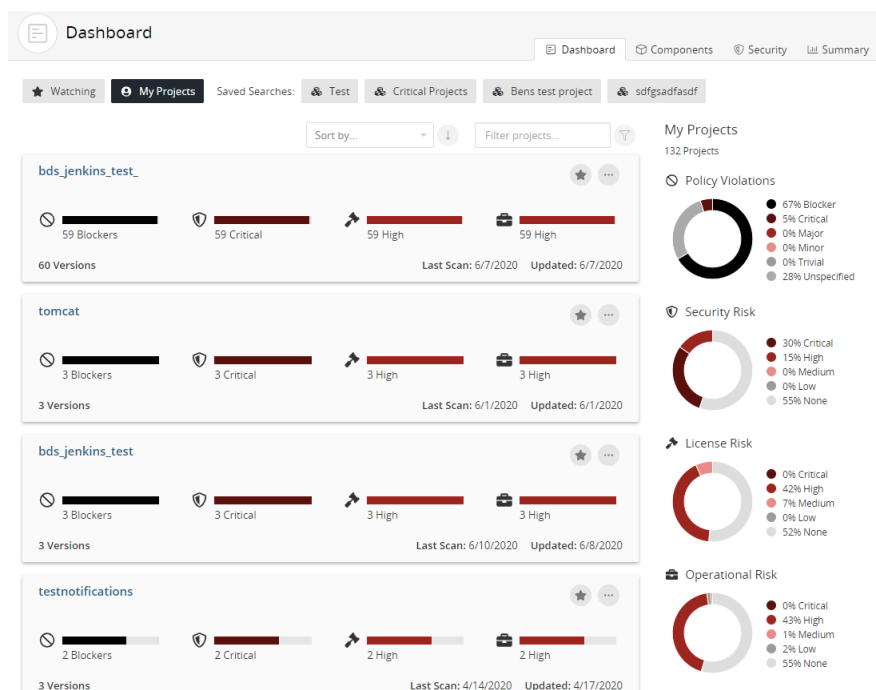 Dashboard
Dashboard Components Security Summary
Watching My Projects Saved Searches: Test Critical Projects Bens test project sdfgsadfasdf
Sort by... Filter projects...
bds_jenkins_test_
59 Blockers 59 Critical 59 High 59 High
60 Versions Last Scan: 6/7/2020 Updated: 6/7/2020
tomcat
3 Blockers 3 Critical 3 High 3 High
3 Versions Last Scan: 6/1/2020 Updated: 6/1/2020
bds_jenkins_test
3 Blockers 3 Critical 3 High 3 High
3 Versions Last Scan: 6/10/2020 Updated: 6/8/2020
testnotifications
2 Blockers 2 Critical 2 High 2 High
3 Versions Last Scan: 4/14/2020 Updated: 4/17/2020
My Projects
132 Projects
Policy Violations
67% Blocker
5% Critical
0% Major
0% Minor
0% Trivial
28% Unspecified
Security Risk
30% Critical
15% High
0% Medium
0% Low
55% None
License Risk
0% Critical
42% High
7% Medium
0% Low
52% None
Operational Risk
0% Critical
43% High
1% Medium
2% Low
55% None